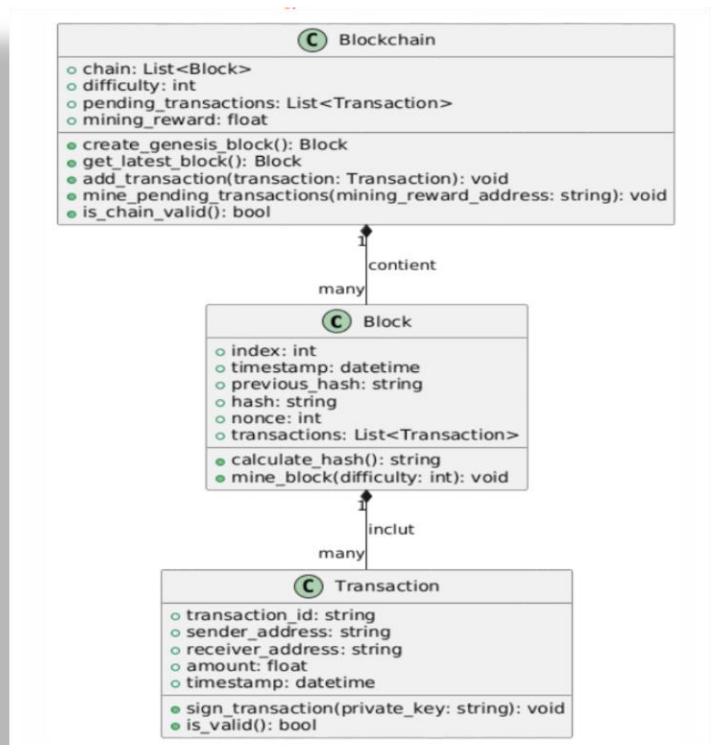 C Blockchain
chain: List<Block>
difficulty: int
pending_transactions: List<Transaction>
mining_reward: float
create_genesis_block(): Block
get_latest_block(): Block
add_transaction(transaction: Transaction): void
mine_pending_transactions(mining_reward_address: string): void
is_chain_valid(): bool
1
contient
many
C Block
index: int
timestamp: datetime
previous_hash: string
hash: string
nonce: int
transactions: List<Transaction>
calculate_hash(): string
mine_block(difficulty: int): void
1
inclut
many
C Transaction
transaction_id: string
sender_address: string
receiver_address: string
amount: float
timestamp: datetime
sign_transaction(private_key: string): void
is_valid(): bool